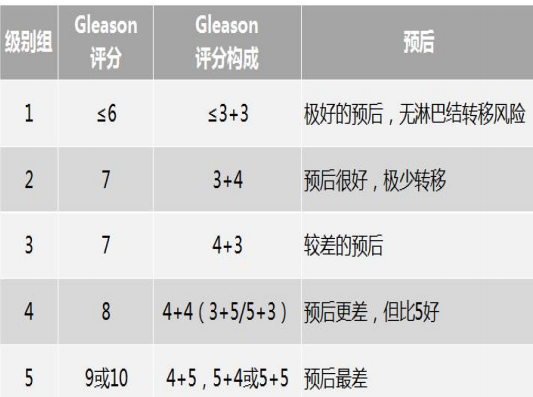 级别组 Gleason 评分 Gleason 评分构成 预后
1 ≤6 ≤3+3 极好的预后，无淋巴结转移风险
2 7 3+4 预后很好，极少转移
3 7 4+3 较差的预后
4 8 4+4（3+5/5+3） 预后更差，但比5好
5 9或10 4+5，5+4或5+5 预后最差